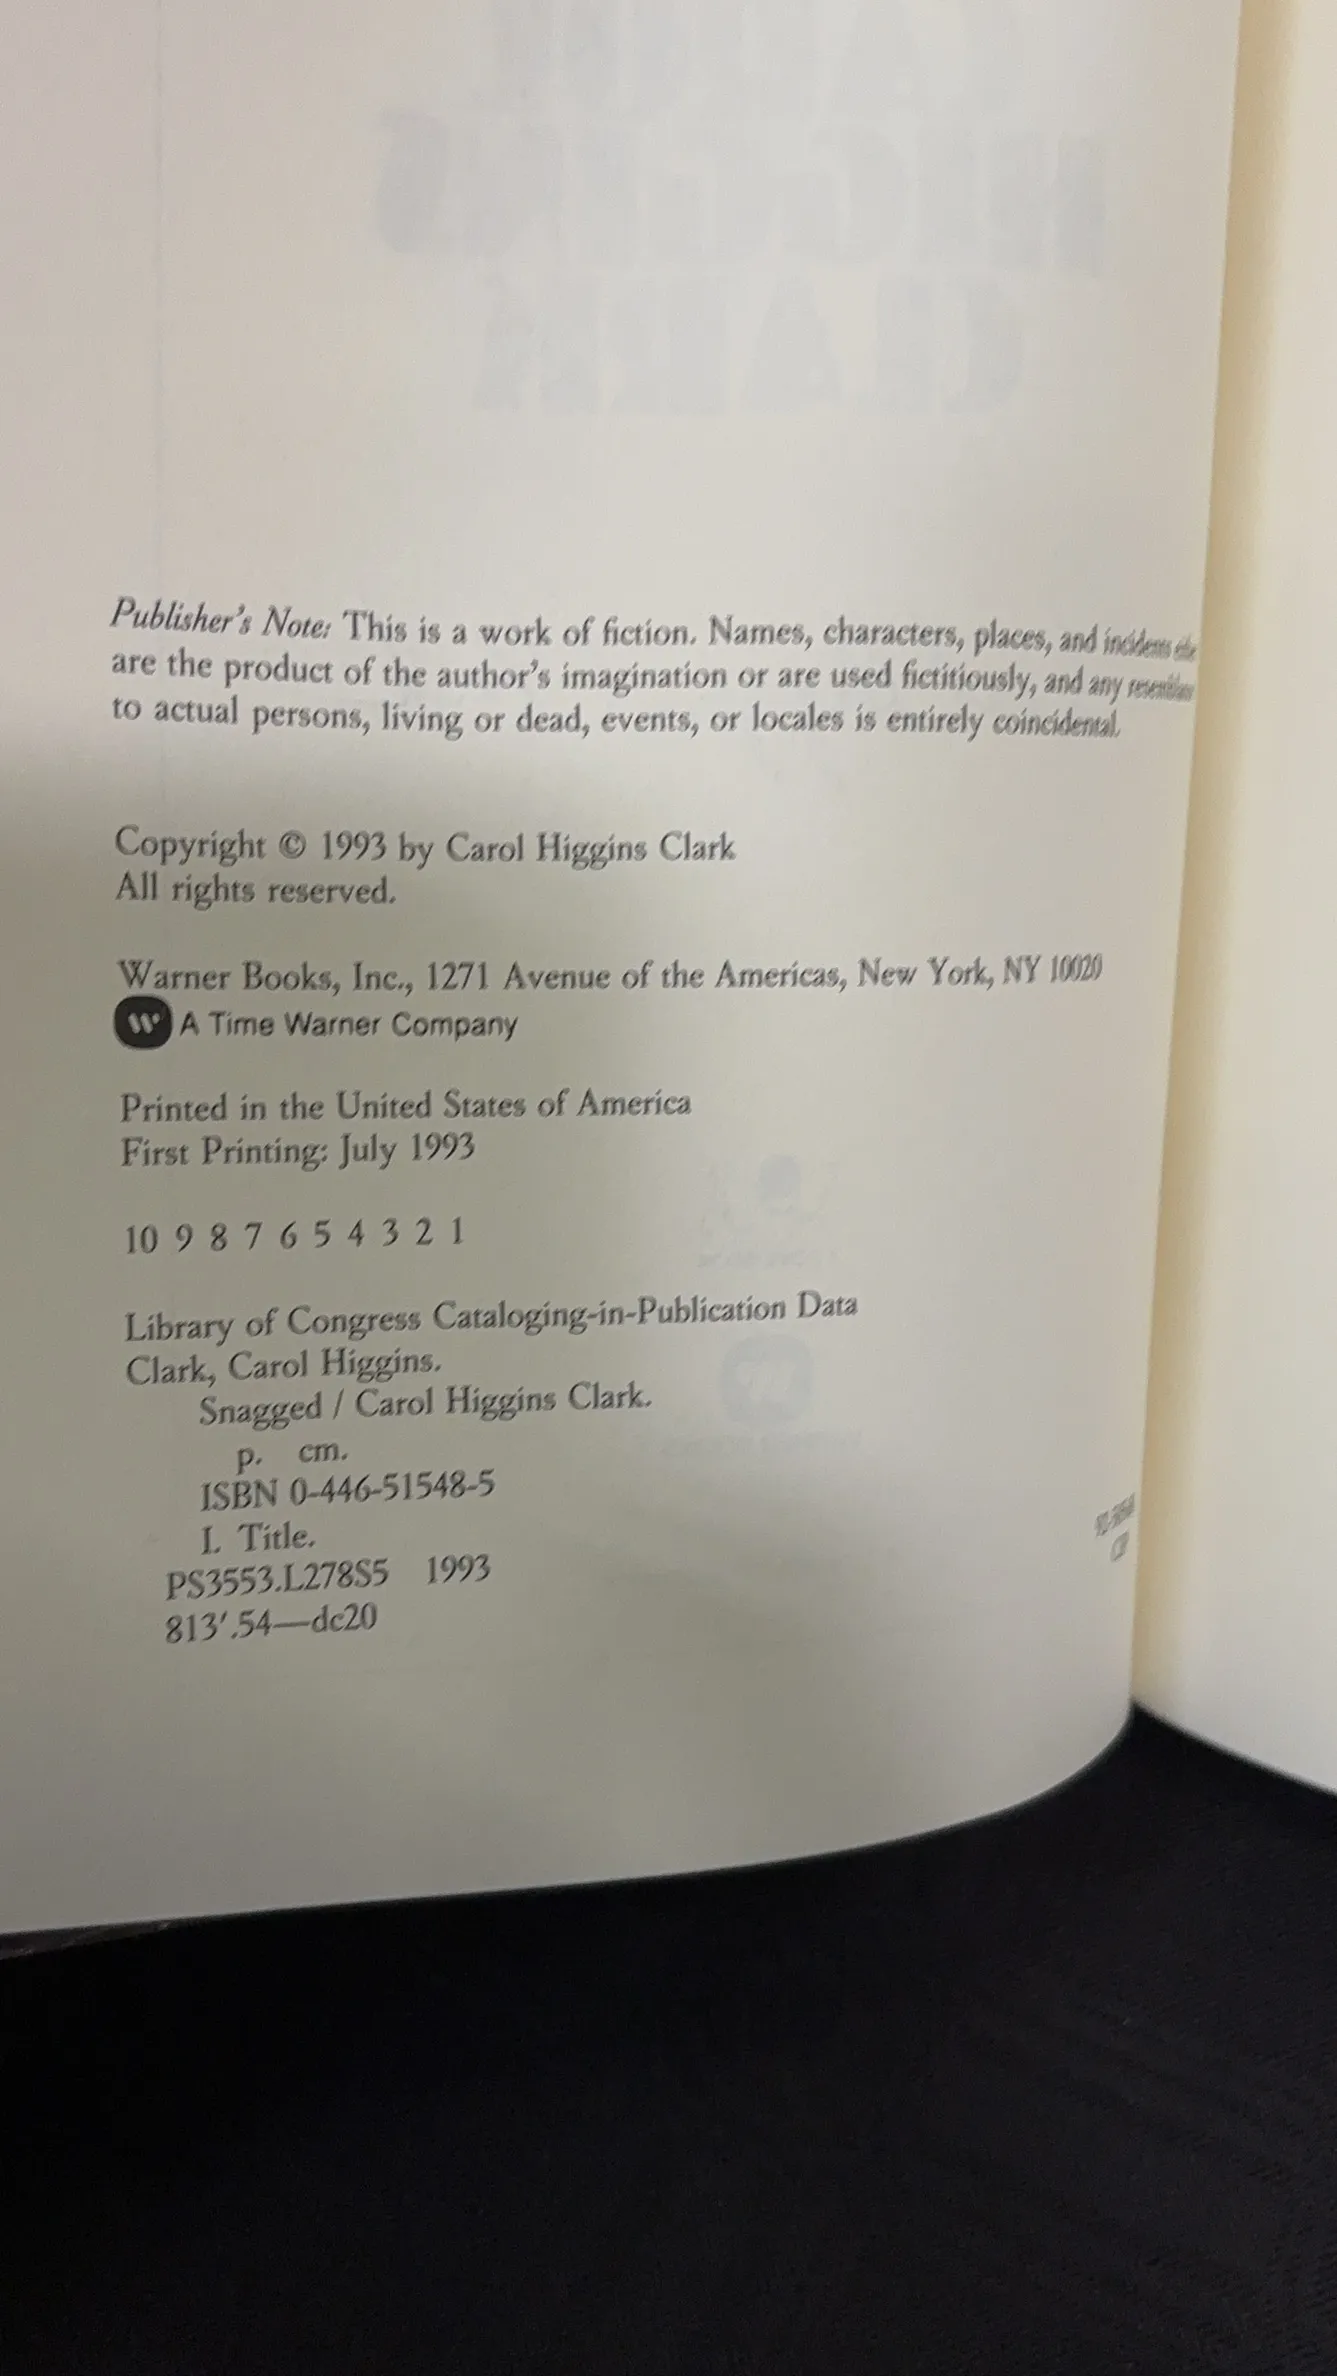 Publisher's Note: This is a work of fiction. Names, characters, places, and incidents
are the product of the author's imagination or are used fictitiously, and any
to actual persons, living or dead, events, or locales is entirely coincidental.
Copyright © 1993 by Carol Higgins Clark
All rights reserved.
Warner Books, Inc., 1271 Avenue of the Americas, New York, NY 10020
W A Time Warner Company
Printed in the United States of America
First Printing: July 1993
10 9 8 7 6 5 4 3 2 1
Library of Congress Cataloging-in-Publication Data
Clark, Carol Higgins.
Snagged / Carol Higgins Clark.
p. cm.
ISBN 0-446-51548-5
I. Title.
PS3553.L278S5 1993
813'.54—dc20